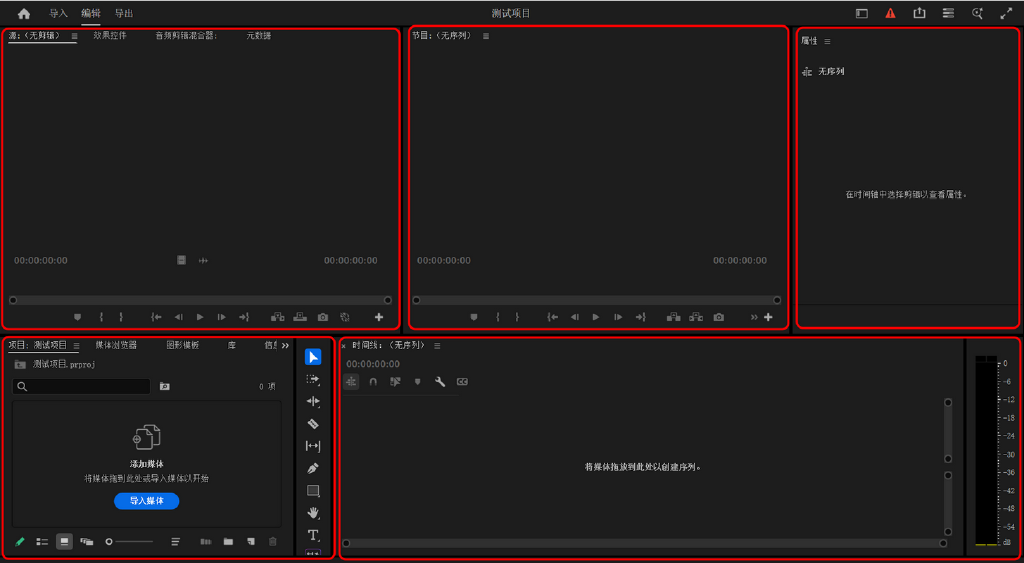 导入 编辑 导出 测试项目
源:（无剪辑） 效果控件 音频剪辑混合器: 元数据
00:00:00:00 00:00:00:00
节目:（无序列）
00:00:00:00 00:00:00:00
属性
无序列
在时间轴中选择剪辑以查看属性。
项目: 测试项目 媒体浏览器 图形模板 库 信息
测试项目.prproj
0 项
添加媒体
将媒体拖到此处或导入媒体以开始
导入媒体
× 时间线:（无序列）
00:00:00:00
将媒体拖放到此处以创建序列。
0
-6
-12
-18
-24
-30
-36
-42
-48
-54
dB